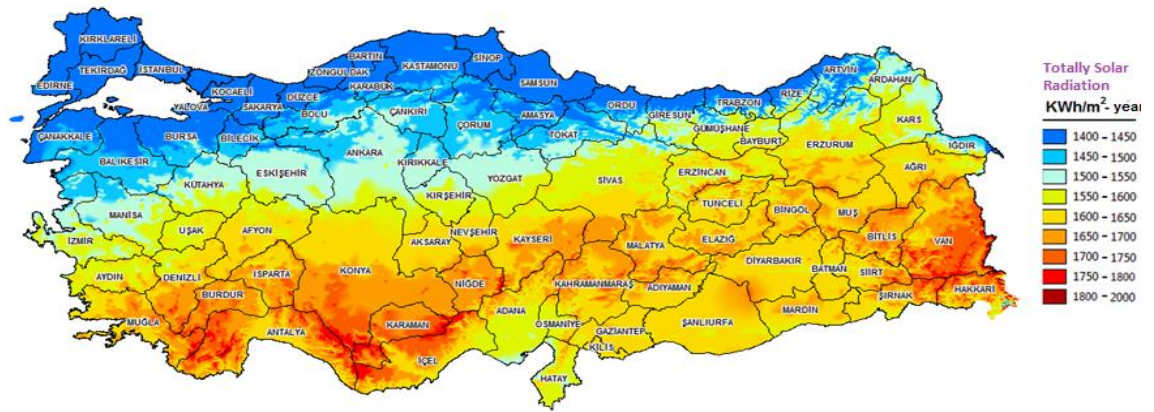 KIRKLARELİ
EDİRNE
TEKİRDAĞ
İSTANBUL
KOCAELİ
YALOVA
SAKARYA
DÜZCE
ZONGULDAK
BARTIN
KARABÜK
KASTAMONU
SİNOP
SAMSUN
ORDU
GİRESUN
TRABZON
RİZE
ARTVİN
ARDAHAN
KARS
IĞDIR
ÇANAKKALE
BALIKESİR
BURSA
BİLECİK
BOLU
ÇANKIRI
ÇORUM
AMASYA
TOKAT
GÜMÜŞHANE
BAYBURT
ERZURUM
AĞRI
KÜTAHYA
ESKİŞEHİR
ANKARA
KIRIKKALE
YOZGAT
SİVAS
ERZİNCAN
TUNCELİ
BİNGÖL
MUŞ
BİTLİS
VAN
MANİSA
İZMİR
UŞAK
AFYON
KIRŞEHİR
NEVŞEHİR
AKSARAY
KAYSERİ
MALATYA
ELAZIĞ
DİYARBAKIR
BATMAN
SİİRT
ŞIRNAK
HAKKARİ
AYDIN
DENİZLİ
ISPARTA
BURDUR
KONYA
NİĞDE
KAHRAMANMARAŞ
ADIYAMAN
MARDİN
ŞANLIURFA
MUĞLA
ANTALYA
KARAMAN
İÇEL
ADANA
OSMANİYE
GAZİANTEP
KİLİS
HATAY
Totally Solar
Radiation
KWh/m²- year
1400 - 1450
1450 - 1500
1500 - 1550
1550 - 1600
1600 - 1650
1650 - 1700
1700 - 1750
1750 - 1800
1800 - 2000